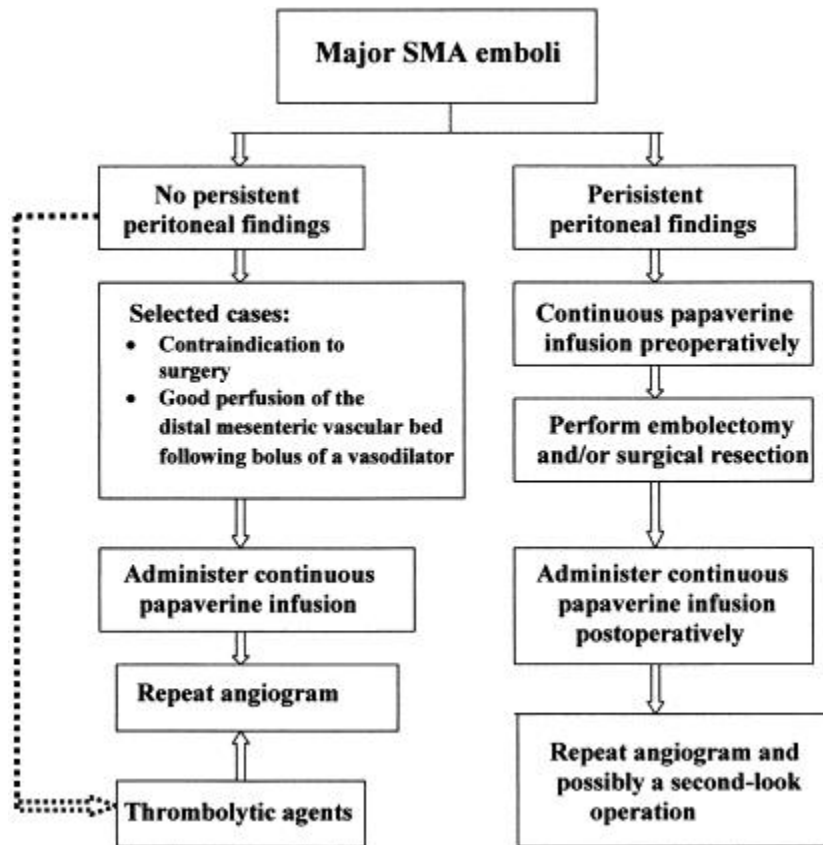 Major SMA emboli
No persistent
peritoneal findings
Selected cases:
• Contraindication to
surgery
• Good perfusion of the
distal mesenteric vascular bed
following bolus of a vasodilator
Administer continuous
papaverine infusion
Repeat angiogram
Thrombolytic agents
Perisistent
peritoneal findings
Continuous papaverine
infusion preoperatively
Perform embolectomy
and/or surgical resection
Administer continuous
papaverine infusion
postoperatively
Repeat angiogram and
possibly a second-look
operation